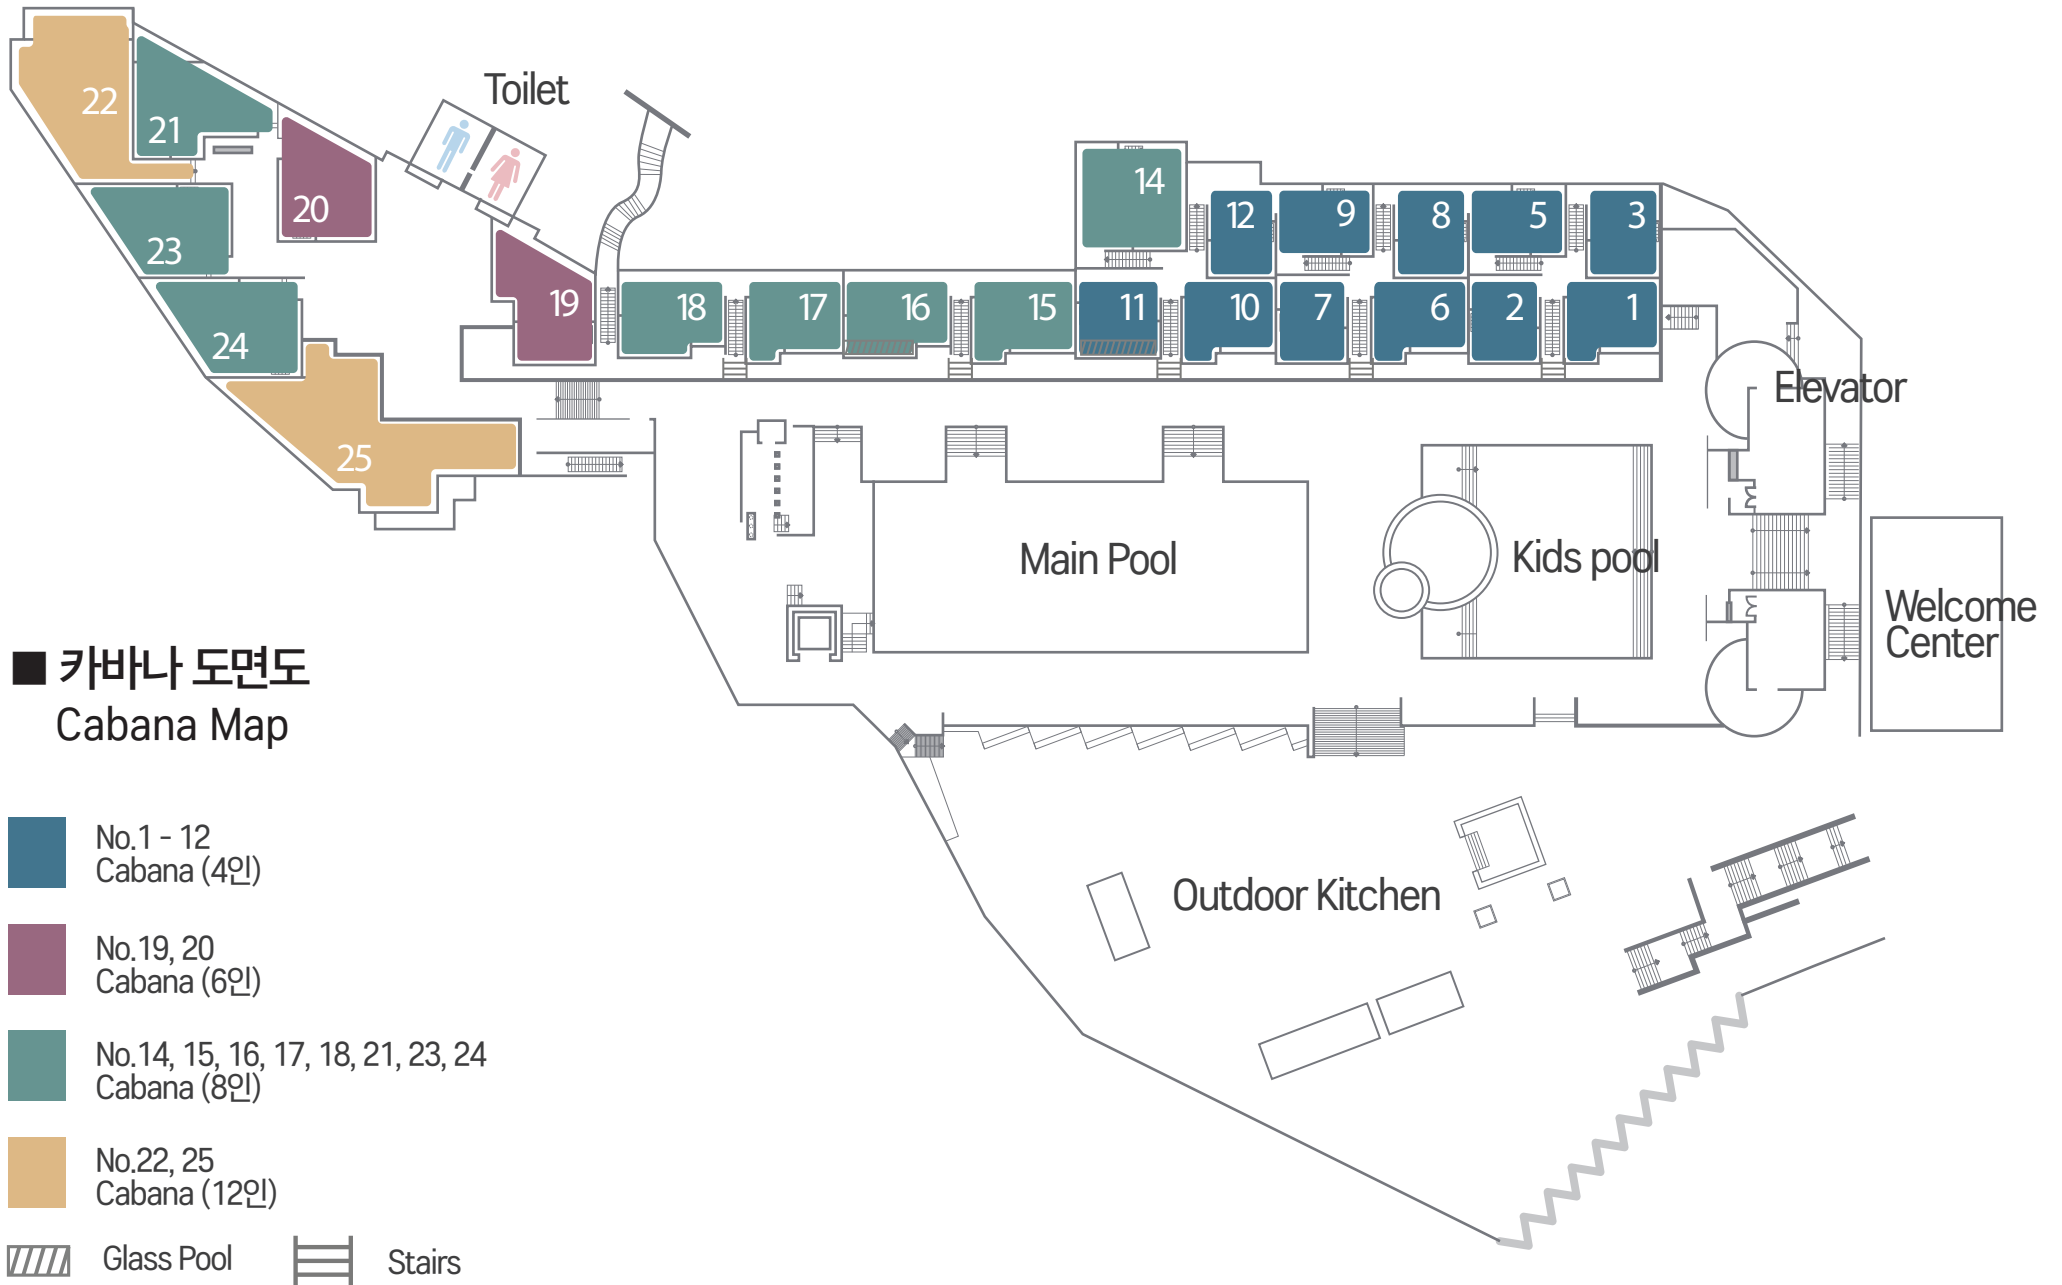 Toilet
22
21
20
23
24
25
19
18
17
16
15
14
12
9
8
5
3
11
10
7
6
2
1
Elevator
Main Pool
Kids pool
Welcome
Center
■ 카바나 도면도
Cabana Map
Outdoor Kitchen
No.1 - 12
Cabana (4인)
No.19, 20
Cabana (6인)
No.14, 15, 16, 17, 18, 21, 23, 24
Cabana (8인)
No.22, 25
Cabana (12인)
Glass Pool
Stairs